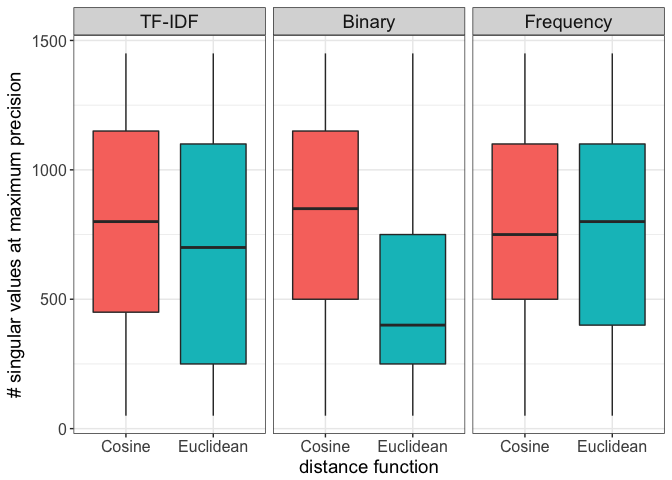 TF-IDF Binary Frequency
# singular values at maximum precision
1500
1000
500
0
Cosine Euclidean Cosine Euclidean Cosine Euclidean
distance function